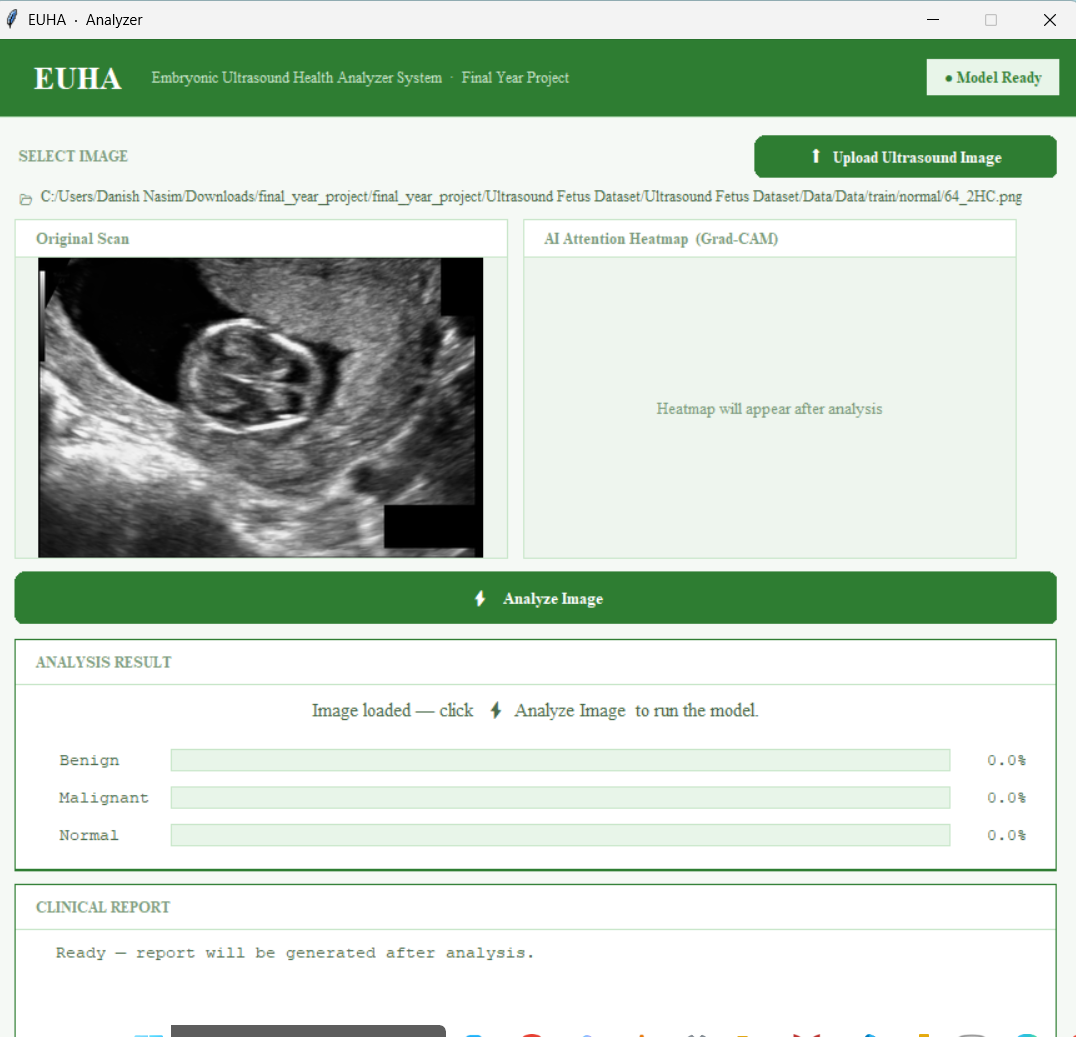 EUHA · Analyzer
EUHA Embryonic Ultrasound Health Analyzer System · Final Year Project ● Model Ready
SELECT IMAGE ⬆ Upload Ultrasound Image
C:/Users/Danish Nasim/Downloads/final_year_project/final_year_project/Ultrasound Fetus Dataset/Ultrasound Fetus Dataset/Data/Data/train/normal/64_2HC.png
Original Scan AI Attention Heatmap (Grad-CAM)
Heatmap will appear after analysis
⚡ Analyze Image
ANALYSIS RESULT
Image loaded — click ⚡ Analyze Image to run the model.
Benign 0.0%
Malignant 0.0%
Normal 0.0%
CLINICAL REPORT
Ready — report will be generated after analysis.